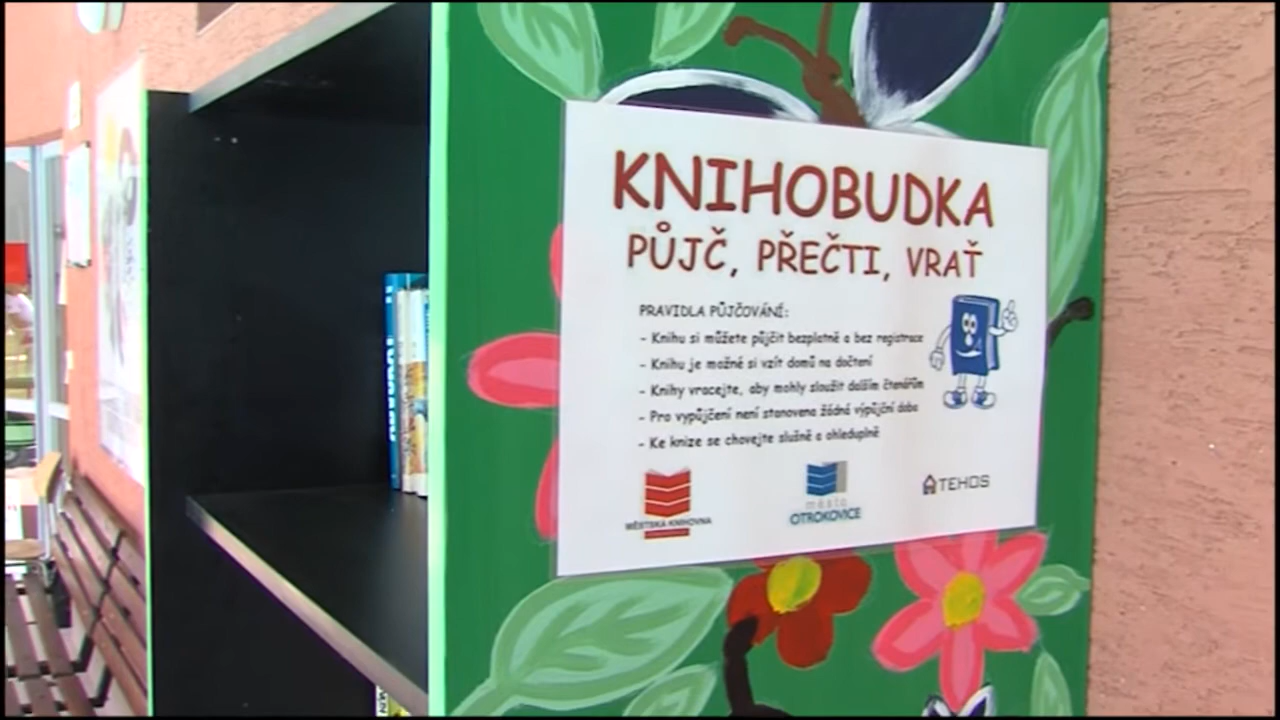 KNIHOBUDKA
PŮJČ, PŘEČTI, VRAŤ
PRAVIDLA PŮJČOVÁNÍ:
- Knihu si můžete půjčit bezplatně a bez registrace
- Knihu je možné si vzít domů na dočtení
- Knihy vracejte, aby mohly sloužit dalším čtenářům
- Pro vypůjčení není stanovena žádná výpůjční doba
- Ke knize se chovejte slušně a ohleduplně
MĚSTSKÁ KNIHOVNA
město
OTROKOVICE
TEHOS